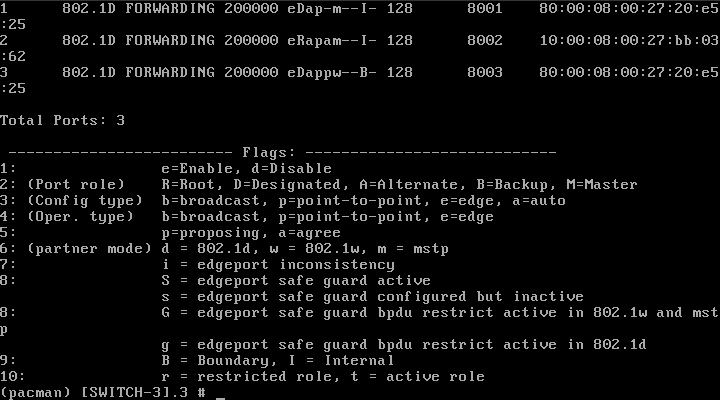 1      802.1D FORWARDING 200000 eDap-m--I- 128      8001    80:00:08:00:27:20:e5
:25
2      802.1D FORWARDING 200000 eRapam--I- 128      8002    10:00:08:00:27:bb:03
:62
3      802.1D FORWARDING 200000 eDappw--B- 128      8003    80:00:08:00:27:20:e5
:25
Total Ports: 3
------------------------- Flags: ----------------------------
1:                e=Enable, d=Disable
2: (Port role)    R=Root, D=Designated, A=Alternate, B=Backup, M=Master
3: (Config type)  b=broadcast, p=point-to-point, e=edge, a=auto
4: (Oper. type)   b=broadcast, p=point-to-point, e=edge
5:                p=proposing, a=agree
6: (partner mode) d = 802.1d, w = 802.1w, m = mstp
7:                i = edgeport inconsistency
8:                S = edgeport safe guard active
                  s = edgeport safe guard configured but inactive
8:                G = edgeport safe guard bpdu restrict active in 802.1w and mst
p
                  g = edgeport safe guard bpdu restrict active in 802.1d
9:                B = Boundary, I = Internal
10:               r = restricted role, t = active role
(pacman) [SWITCH-3].3 # _